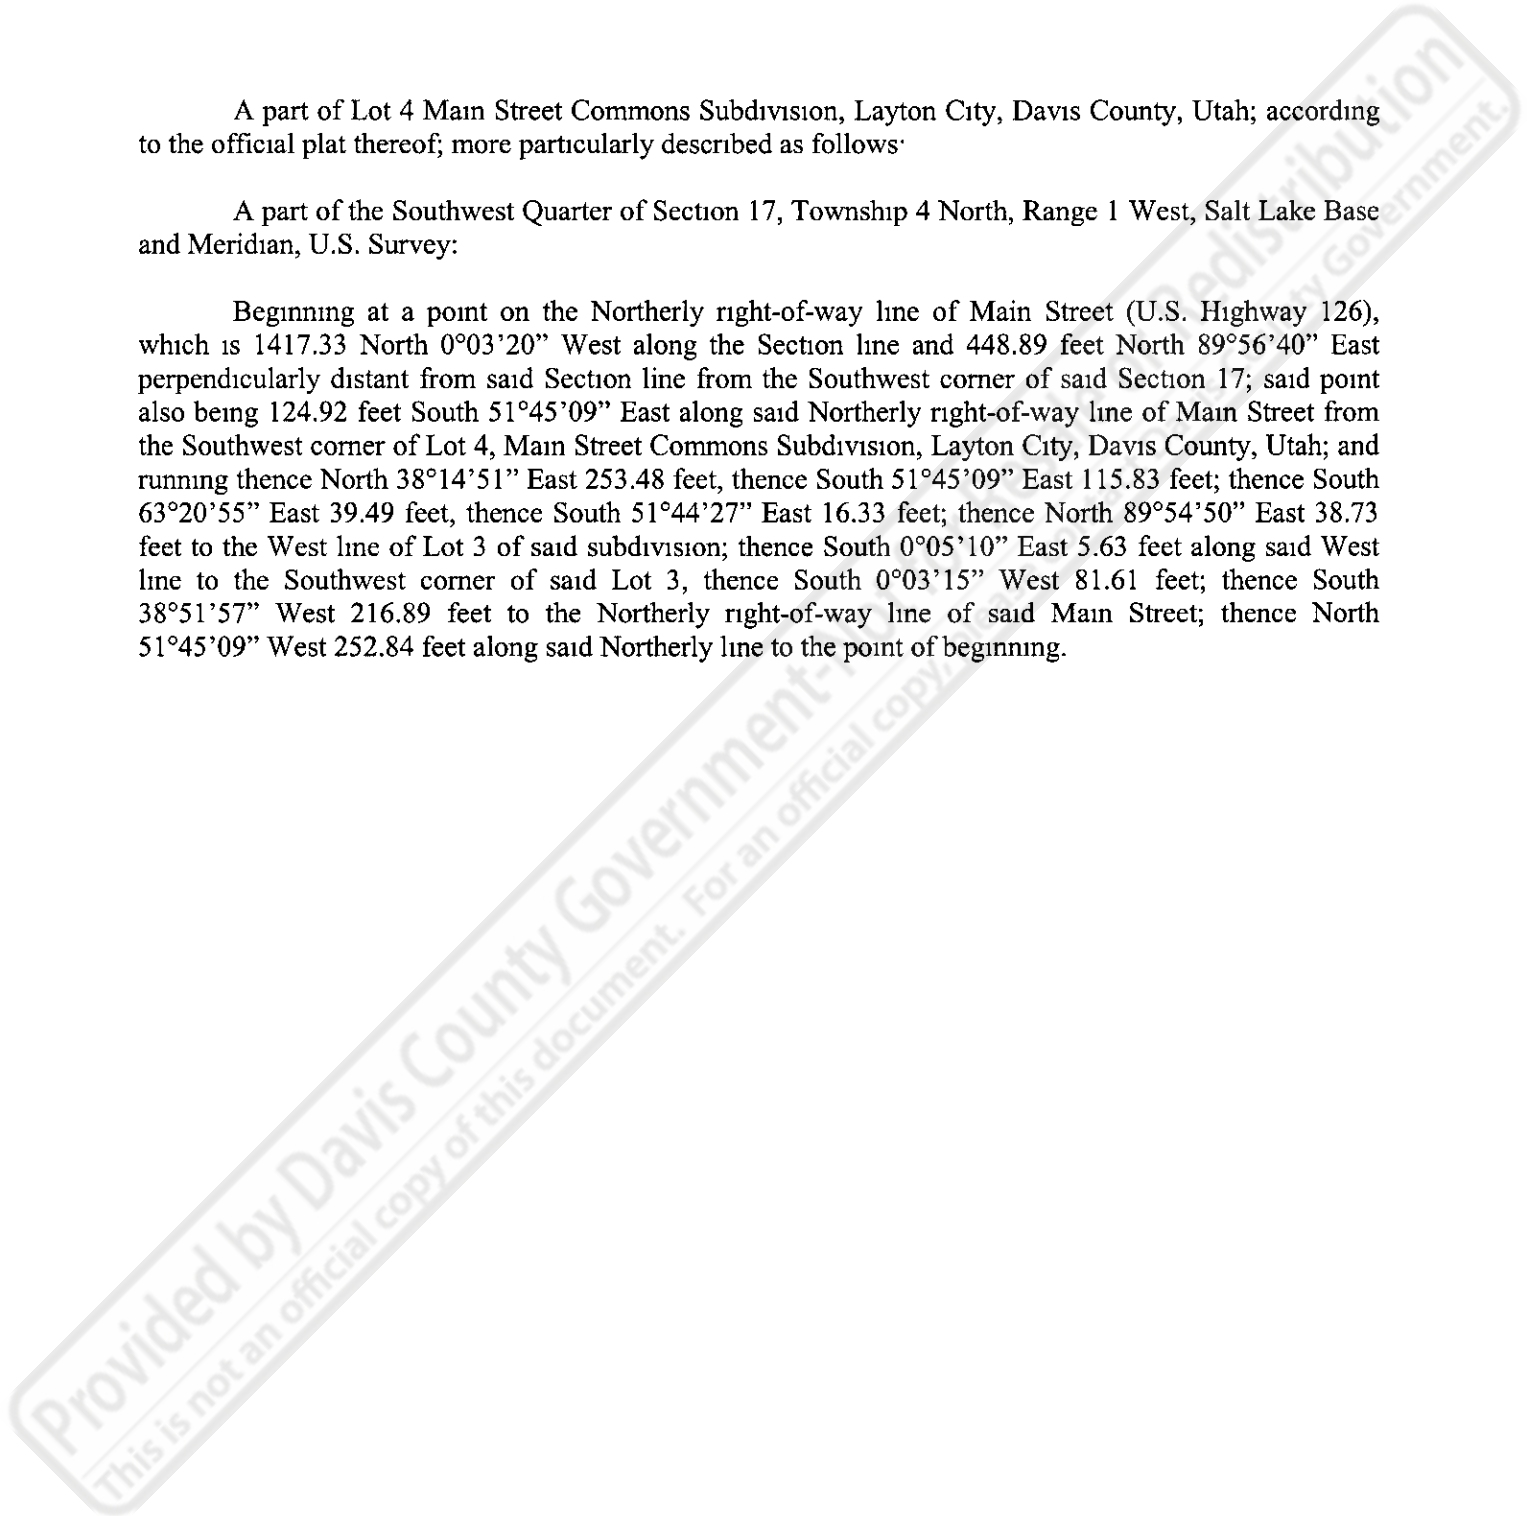 A part of Lot 4 Main Street Commons Subdivision, Layton City, Davis County, Utah; according
to the official plat thereof; more particularly described as follows·
A part of the Southwest Quarter of Section 17, Township 4 North, Range 1 West, Salt Lake Base
and Meridian, U.S. Survey:
Beginning at a point on the Northerly right-of-way line of Main Street (U.S. Highway 126),
which is 1417.33 North 0°03’20” West along the Section line and 448.89 feet North 89°56’40” East
perpendicularly distant from said Section line from the Southwest corner of said Section 17; said point
also being 124.92 feet South 51°45’09” East along said Northerly right-of-way line of Main Street from
the Southwest corner of Lot 4, Main Street Commons Subdivision, Layton City, Davis County, Utah; and
running thence North 38°14’51” East 253.48 feet, thence South 51°45’09” East 115.83 feet; thence South
63°20’55” East 39.49 feet, thence South 51°44’27” East 16.33 feet; thence North 89°54’50” East 38.73
feet to the West line of Lot 3 of said subdivision; thence South 0°05’10” East 5.63 feet along said West
line to the Southwest corner of said Lot 3, thence South 0°03’15” West 81.61 feet; thence South
38°51’57” West 216.89 feet to the Northerly right-of-way line of said Main Street; thence North
51°45’09” West 252.84 feet along said Northerly line to the point of beginning.
Provided by Davis County Government-Not for Resale or Redistribution
This is not an official copy of this document. For an official copy, please contact Davis County Government.